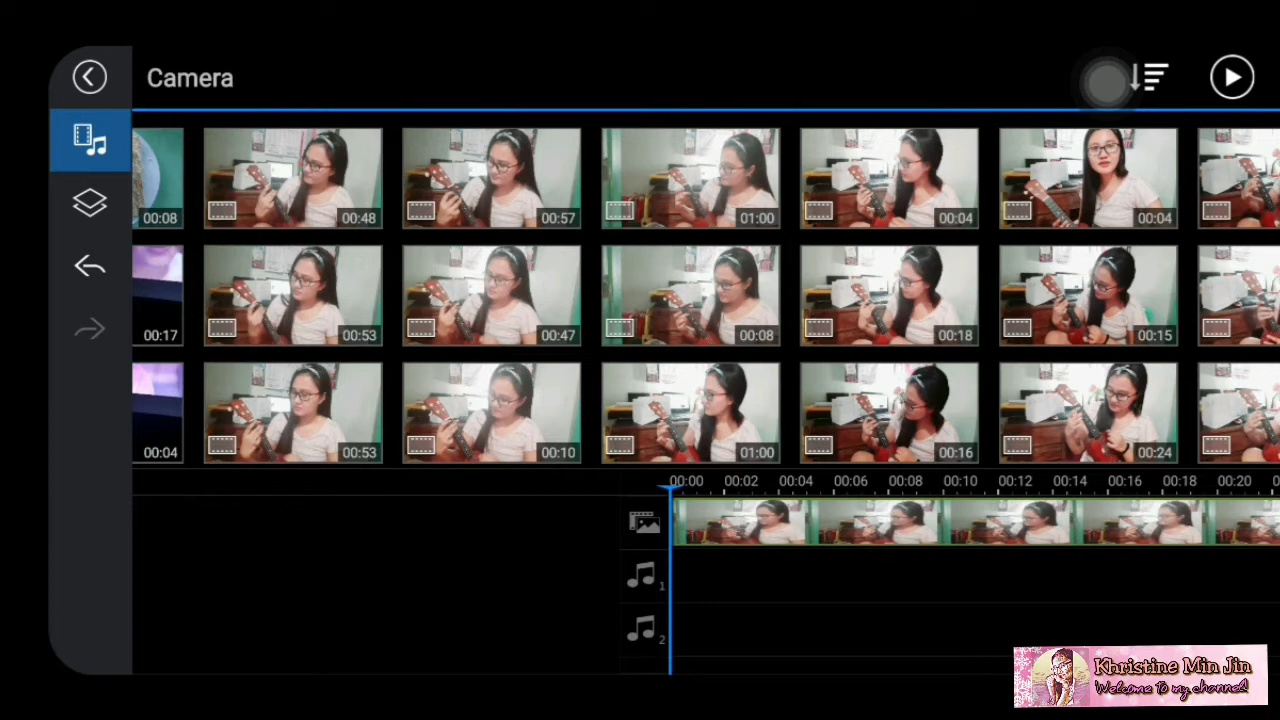 Camera
00:08 00:48 00:57 01:00 00:04 00:04
00:17 00:53 00:47 00:08 00:18 00:15
00:04 00:53 00:10 01:00 00:16 00:24
00:00 00:02 00:04 00:06 00:08 00:10 00:12 00:14 00:16 00:18 00:20
1
2
Khristine Min Jin
Welcome To my channel